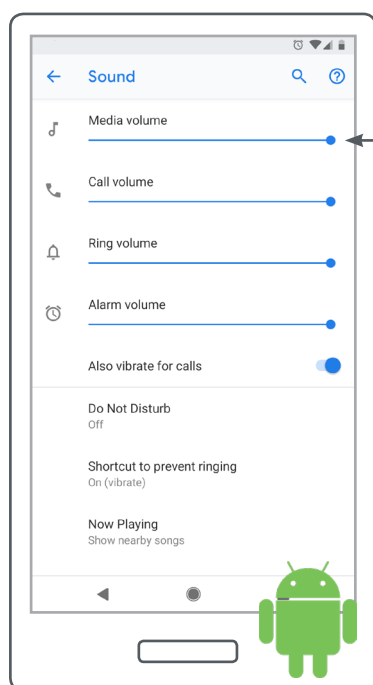 Sound
Media volume
Call volume
Ring volume
Alarm volume
Also vibrate for calls
Do Not Disturb
Off
Shortcut to prevent ringing
On (vibrate)
Now Playing
Show nearby songs